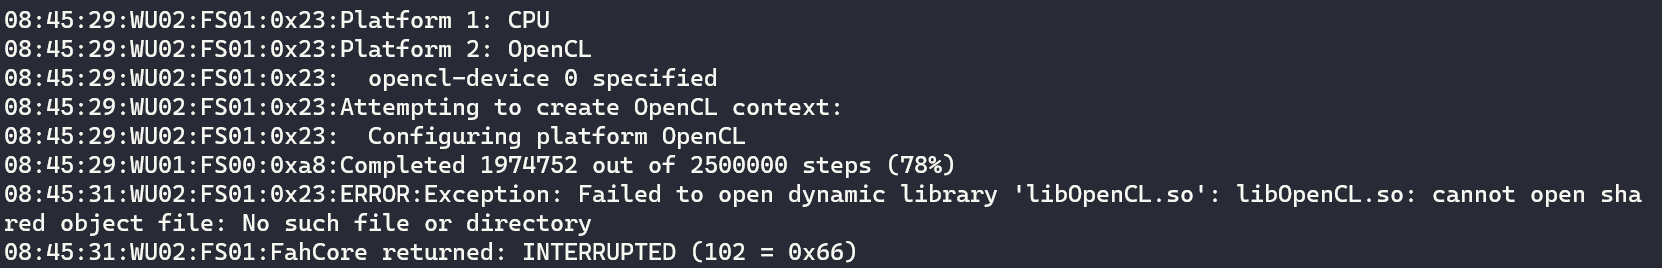 08:45:29:WU02:FS01:0x23:Platform 1: CPU
08:45:29:WU02:FS01:0x23:Platform 2: OpenCL
08:45:29:WU02:FS01:0x23:  opencl-device 0 specified
08:45:29:WU02:FS01:0x23:Attempting to create OpenCL context:
08:45:29:WU02:FS01:0x23:  Configuring platform OpenCL
08:45:29:WU01:FS00:0xa8:Completed 1974752 out of 2500000 steps (78%)
08:45:31:WU02:FS01:0x23:ERROR:Exception: Failed to open dynamic library 'libOpenCL.so': libOpenCL.so: cannot open sha
red object file: No such file or directory
08:45:31:WU02:FS01:FahCore returned: INTERRUPTED (102 = 0x66)